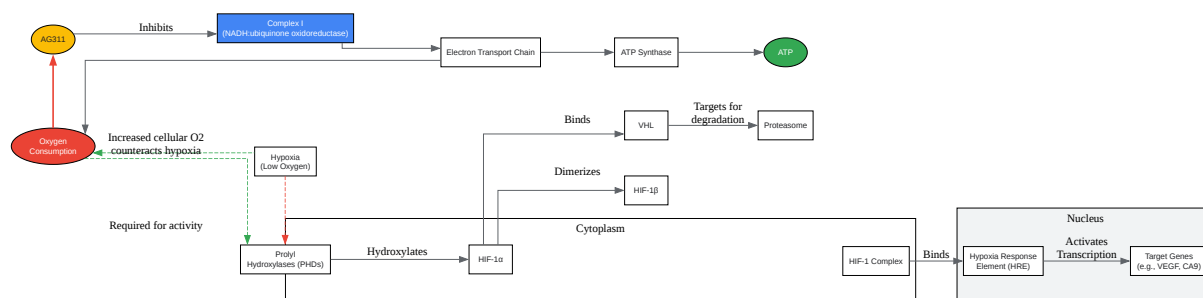 AG311
Inhibits
Complex I
(NADH:ubiquinone oxidoreductase)
Electron Transport Chain
ATP Synthase
ATP
Oxygen
Consumption
Increased cellular O2
counteracts hypoxia
Hypoxia
(Low Oxygen)
Binds
VHL
Targets for
degradation
Proteasome
Dimerizes
HIF-1β
Required for activity
Cytoplasm
Nucleus
Prolyl
Hydroxylases (PHDs)
Hydroxylates
HIF-1α
HIF-1 Complex
Binds
Hypoxia Response
Element (HRE)
Activates
Transcription
Target Genes
(e.g., VEGF, CA9)